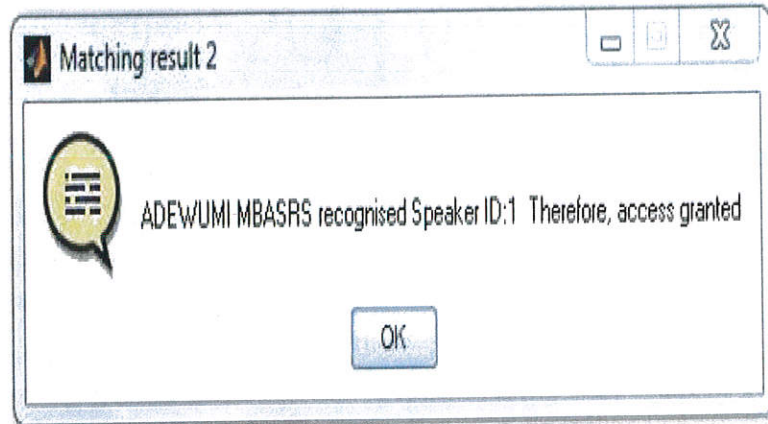 Matching result 2
ADEWUMI-MBASRS recognised Speaker ID:1 Therefore, access granted
OK